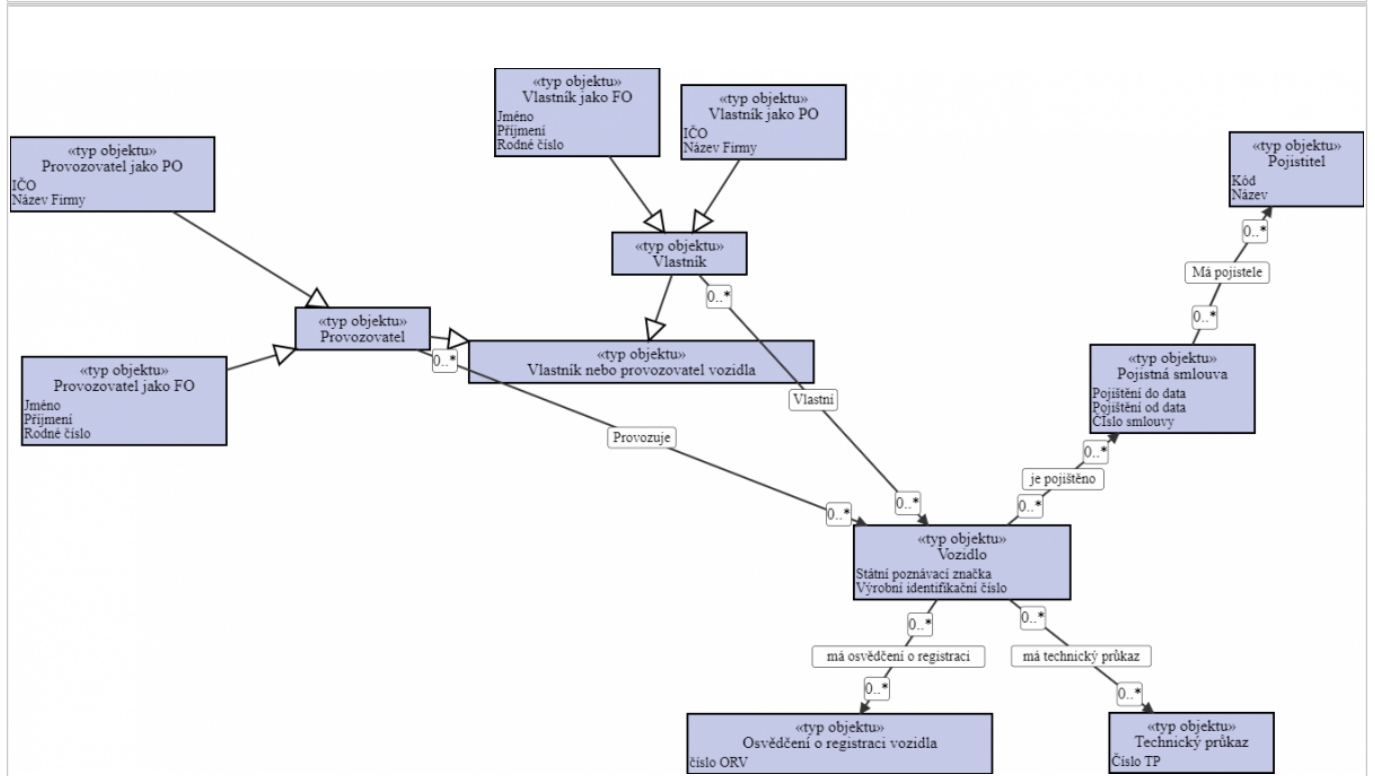 «typ objektu»
Vlastník jako FO
Jméno
Příjmení
Rodné číslo
«typ objektu»
Vlastník jako PO
IČO
Název Firmy
«typ objektu»
Provozovatel jako PO
IČO
Název Firmy
«typ objektu»
Pojistitel
Kód
Název
0..*
Má pojistele
0..*
«typ objektu»
Vlastník
0..*
«typ objektu»
Provozovatel
0..*
«typ objektu»
Vlastník nebo provozovatel vozidla
«typ objektu»
Provozovatel jako FO
Jméno
Příjmení
Rodné číslo
«typ objektu»
Pojistná smlouva
Pojištění do data
Pojištění od data
ČÍslo smlouvy
Vlastní
Provozuje
0..*
je pojištěno
0..*
0..*
0..*
«typ objektu»
Vozidlo
Státní poznávací značka
Výrobní identifikační číslo
0..*
0..*
má osvědčení o registraci
má technický průkaz
0..*
0..*
«typ objektu»
Osvědčení o registraci vozidla
číslo ORV
«typ objektu»
Technický průkaz
Číslo TP